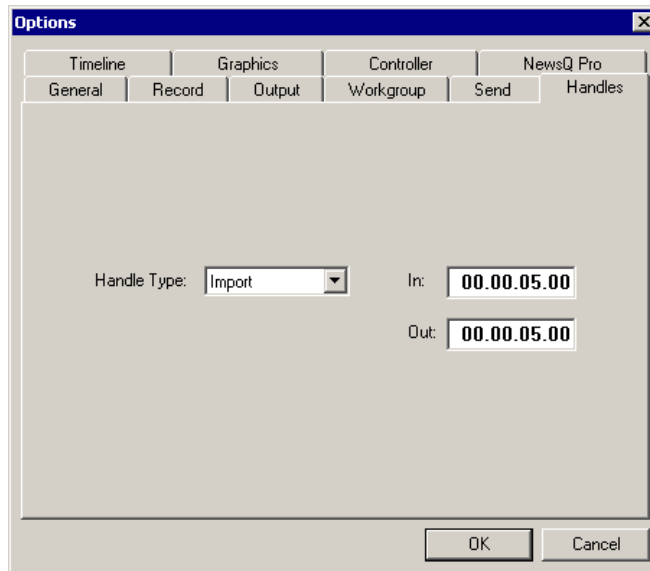 Options
Timeline Graphics Controller NewsQ Pro
General Record Output Workgroup Send Handles
Handle Type: Import In: 00.00.05.00
Out: 00.00.05.00
OK Cancel